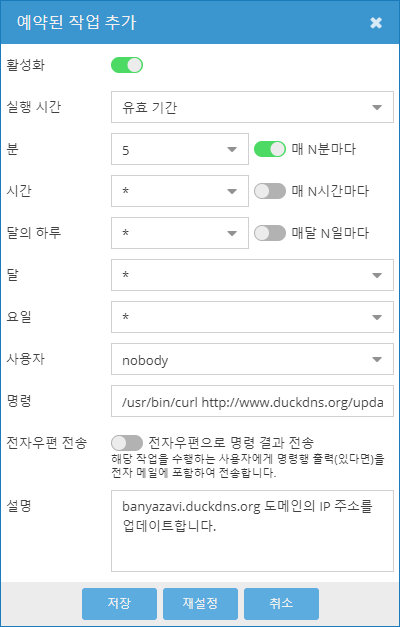 예약된 작업 추가
활성화
실행 시간 유효 기간
분 5 매 N분마다
시간 * 매 N시간마다
달의 하루 * 매달 N일마다
달 *
요일 *
사용자 nobody
명령 /usr/bin/curl http://www.duckdns.org/upda
전자우편 전송 전자우편으로 명령 결과 전송
해당 작업을 수행하는 사용자에게 명령행 출력(있다면)을
전자 메일에 포함하여 전송합니다.
설명 banyazavi.duckdns.org 도메인의 IP 주소를
업데이트합니다.
저장 재설정 취소